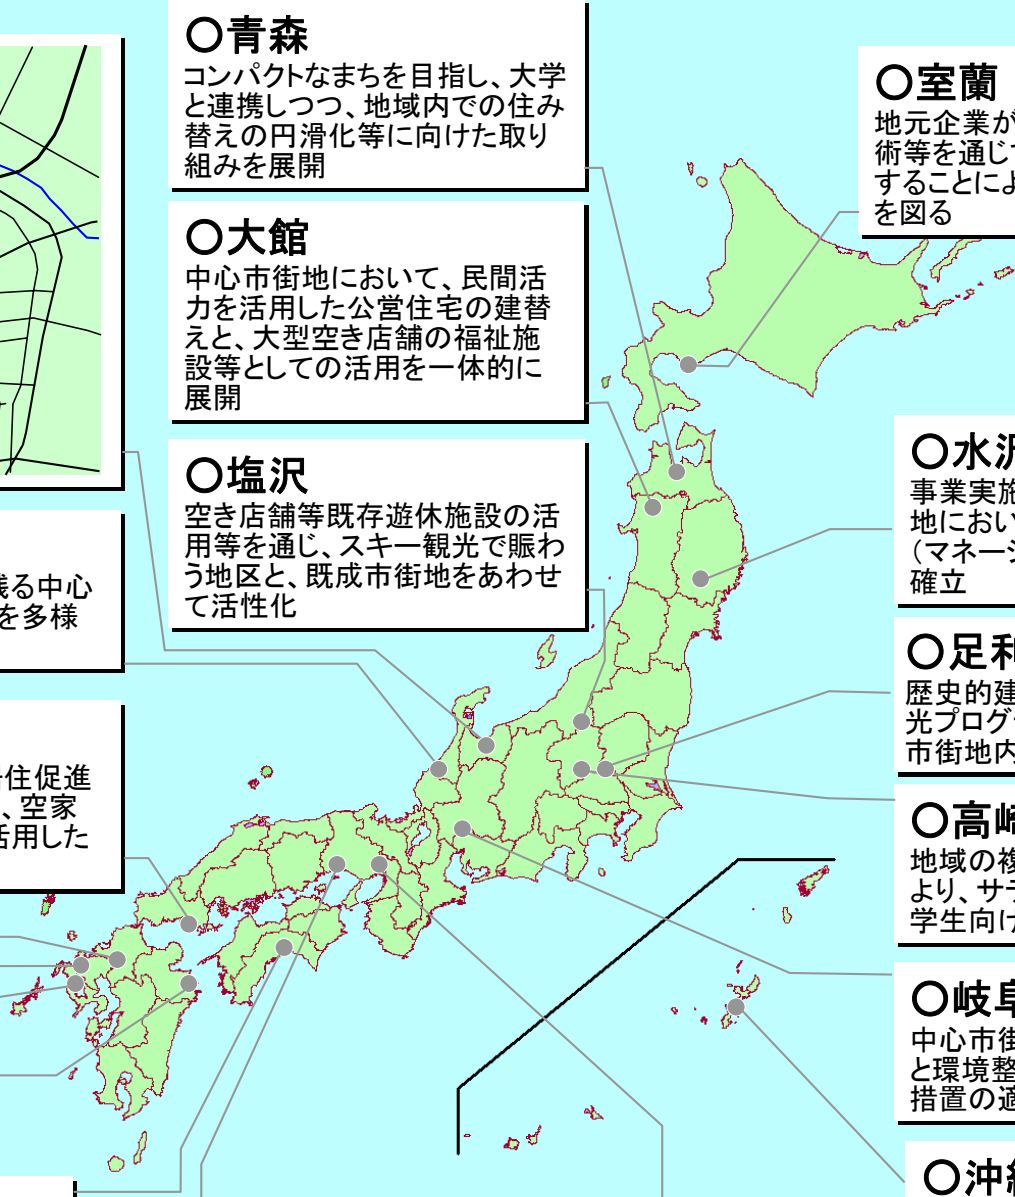 〇青森
コンパクトなまちを目指し、大学
と連携しつつ、地域内での住み
替えの円滑化等に向けた取り
組みを展開
〇大館
中心市街地において、民間活
力を活用した公営住宅の建替
えと、大型空き店舗の福祉施
設等としての活用を一体的に
展開
〇塩沢
空き店舗等既存遊休施設の活
用等を通じ、スキー観光で賑わ
う地区と、既成市街地をあわせ
て活性化
残る中心
を多様
住促進
、空家
活用した
〇室蘭
地元企業が
術等を通じ
することによ
を図る
〇水沢
事業実施
地におい
（マネージ
確立
〇足利
歴史的建
光プログラ
市街地内
〇高崎
地域の複
より、サテ
学生向け
〇岐阜
中心市街
と環境整
措置の適
〇沖縄